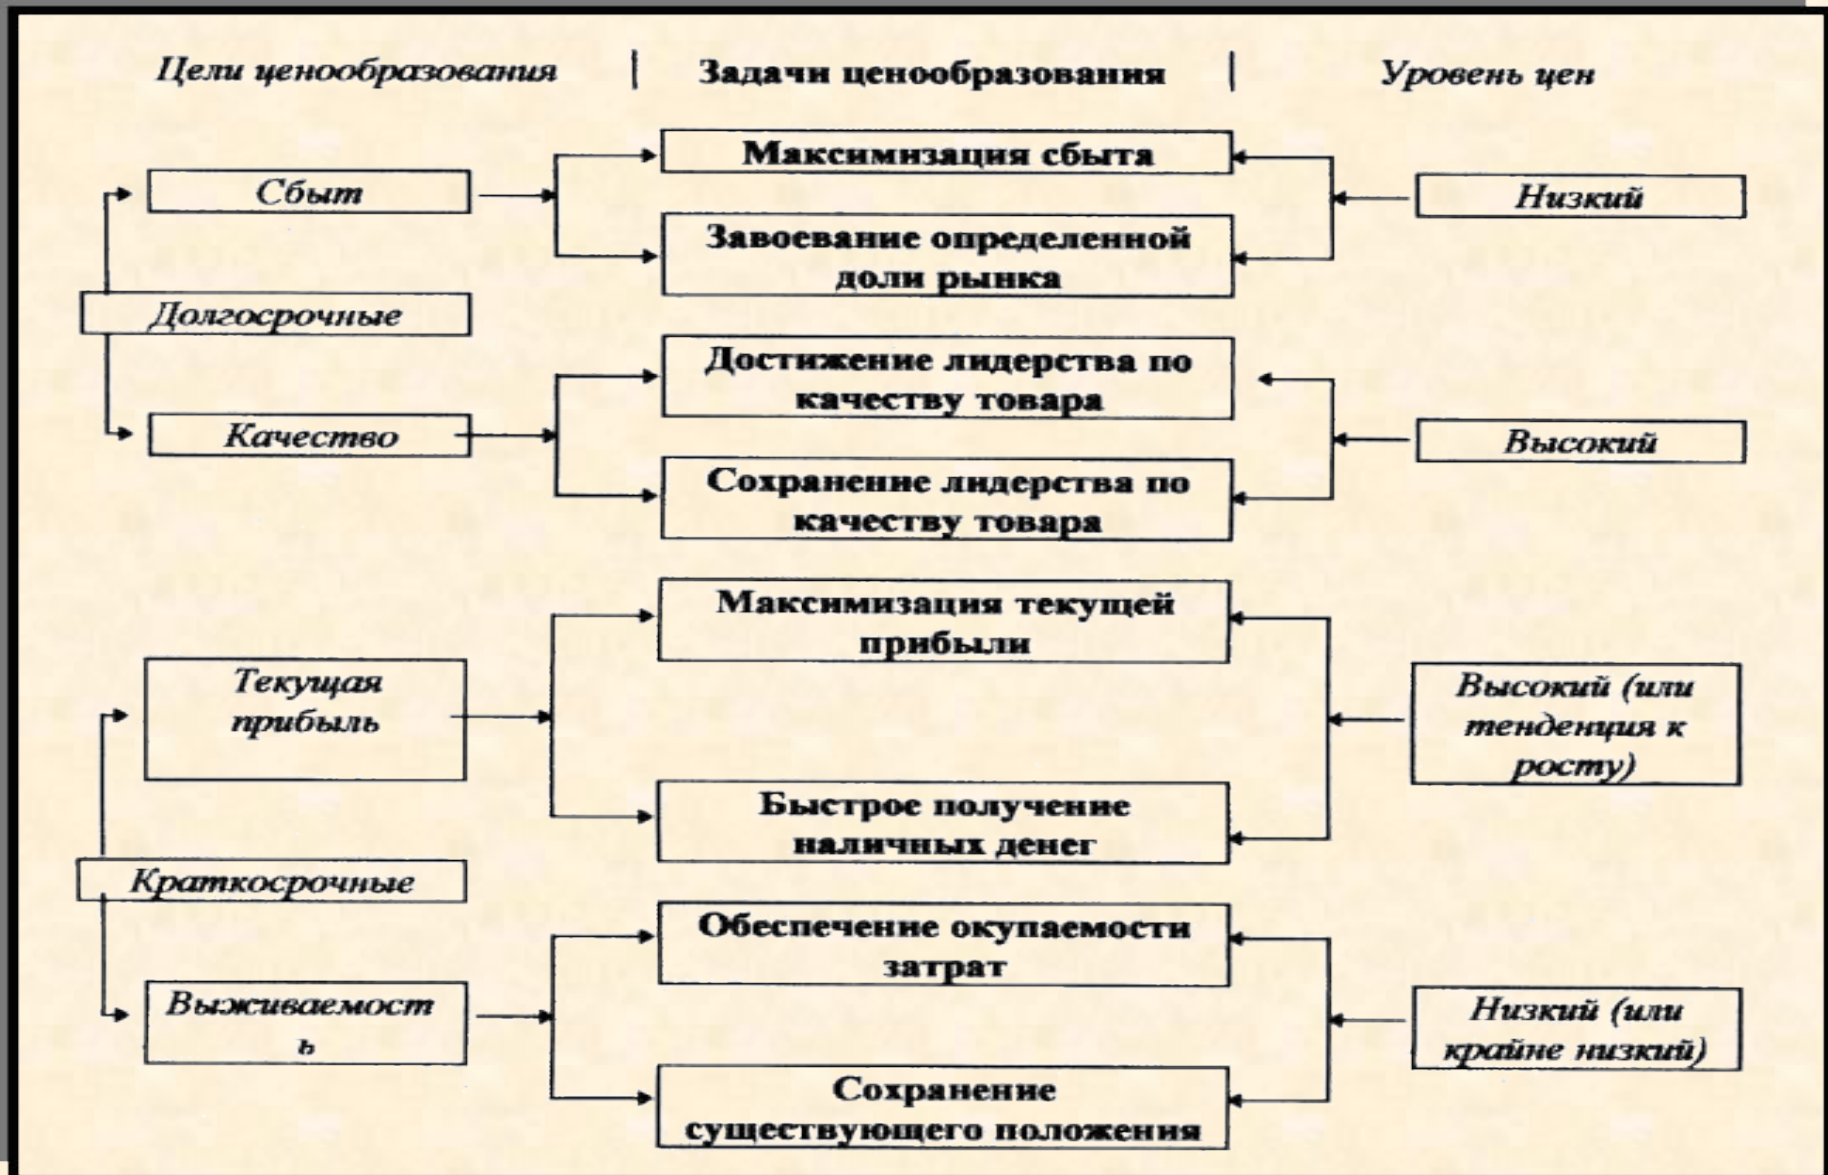 Цели ценообразования | Задачи ценообразования | Уровень цен
Сбыт
Долгосрочные
Качество
Максимизация сбыта
Завоевание определенной
доли рынка
Низкий
Достижение лидерства по
качеству товара
Сохранение лидерства по
качеству товара
Высокий
Текущая
прибыль
Краткосрочные
Выживаемост
ь
Максимизация текущей
прибыли
Быстрое получение
наличных денег
Высокий (или
тенденция к
росту)
Обеспечение окупаемости
затрат
Сохранение
существующего положения
Низкий (или
крайне низкий)